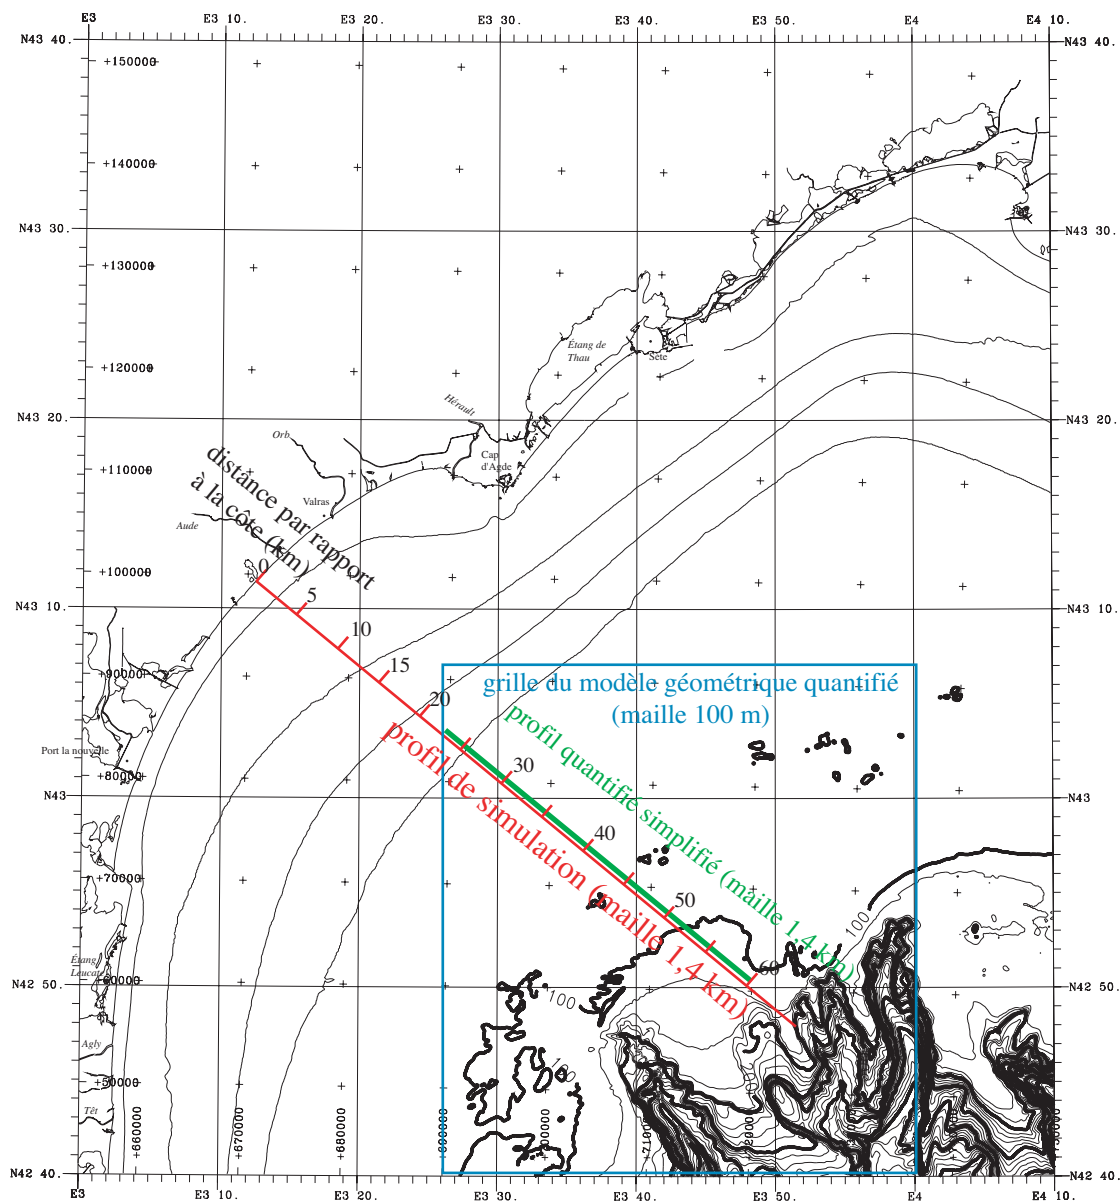 E3
E3 10.
E3 20.
E3 30.
E3 40.
E3 50.
E4
E4 10.
N43 40.
N43 40.
+150000
+140000
N43 30.
N43 30.
+130000
Étang de
Thau
Sète
+120000
Hérault
N43 20.
N43 20.
Orb
Cap
d'Agde
+110000
distance par rapport
à la côte (km)
Valras
Aude
+100000
0
5
N43 10.
N43 10.
10
15
20
grille du modèle géométrique quantifié
(maille 100 m)
+90000
profil quantifié simplifié (maille 1,4 km)
profil de simulation (maille 1,4 km)
Port la nouvelle
+80000
30
N43
N43
40
+70000
50
100
60
Étang
Leucate
+60000
N42 50.
N42 50.
100
100
Agly
+50000
Têt
+660000
+670000
+680000
N42 40.
N42 40.
E3
E3 10.
E3 20.
E3 30.
E3 40.
E3 50.
E4
E4 10.